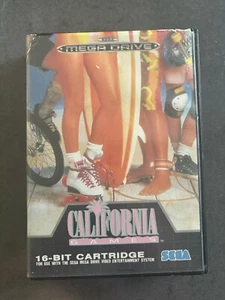 MEGA DRIVE
CALIFORNIA
GAMES
16-BIT CARTRIDGE
FOR USE WITH THE SEGA MEGA DRIVE VIDEO ENTERTAINMENT SYSTEM
SEGA